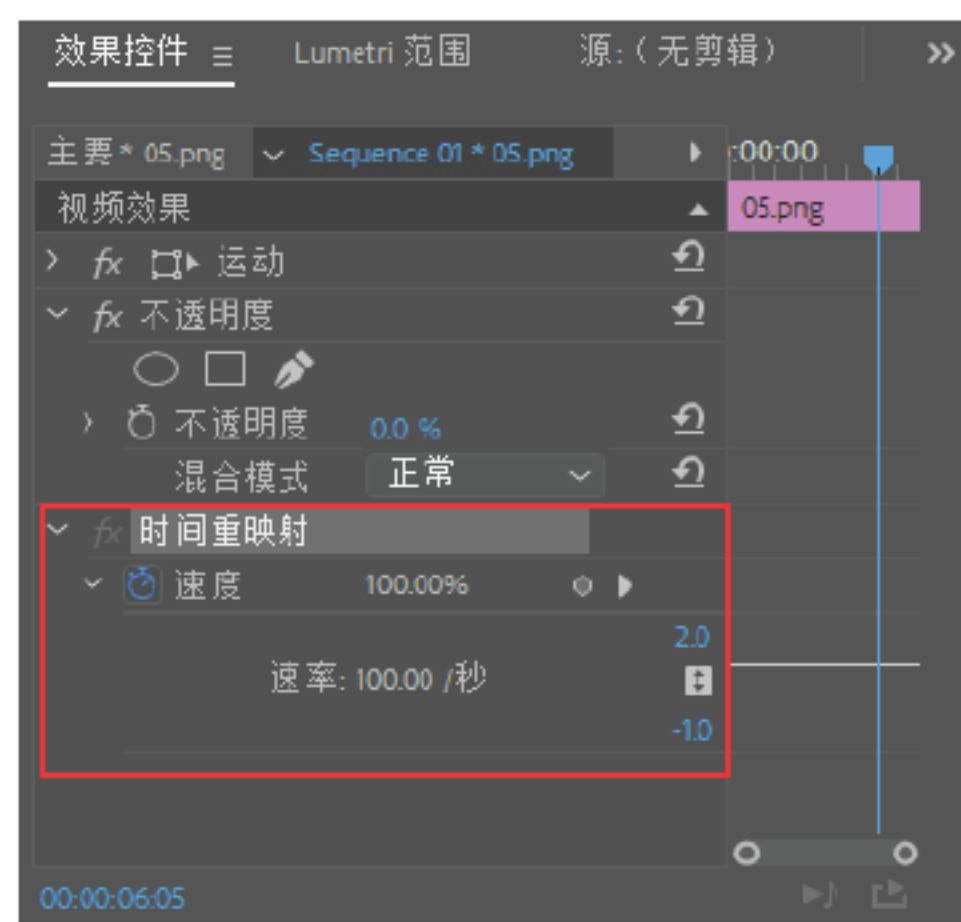 效果控件 Lumetri 范围 源:（无剪辑）
主要* 05.png Sequence 01 * 05.png :00:00
视频效果 05.png
fx 运动
fx 不透明度
不透明度 0.0 %
混合模式 正常
fx 时间重映射
速度 100.00%
2.0
速率: 100.00 /秒
-1.0
00:00:06:05